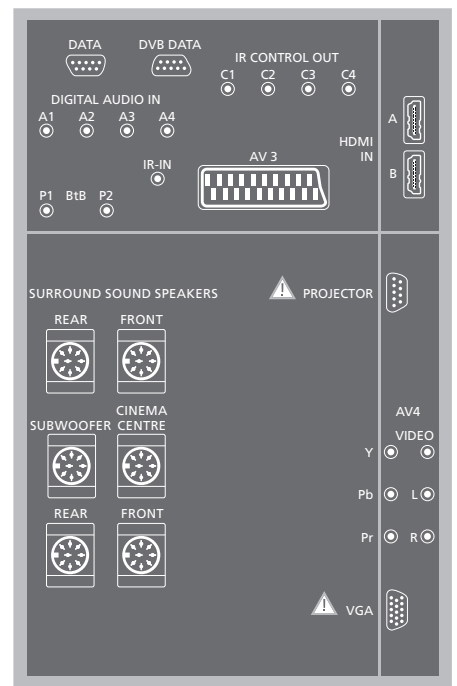 DATA DVB DATA
IR CONTROL OUT
C1 C2 C3 C4
DIGITAL AUDIO IN
A1 A2 A3 A4
A
HDMI
IN
IR-IN
AV 3
B
P1 BtB P2
SURROUND SOUND SPEAKERS
! PROJECTOR
REAR FRONT
AV4
CINEMA
SUBWOOFER CENTRE
VIDEO
Y
Pb L
REAR FRONT
Pr R
! VGA